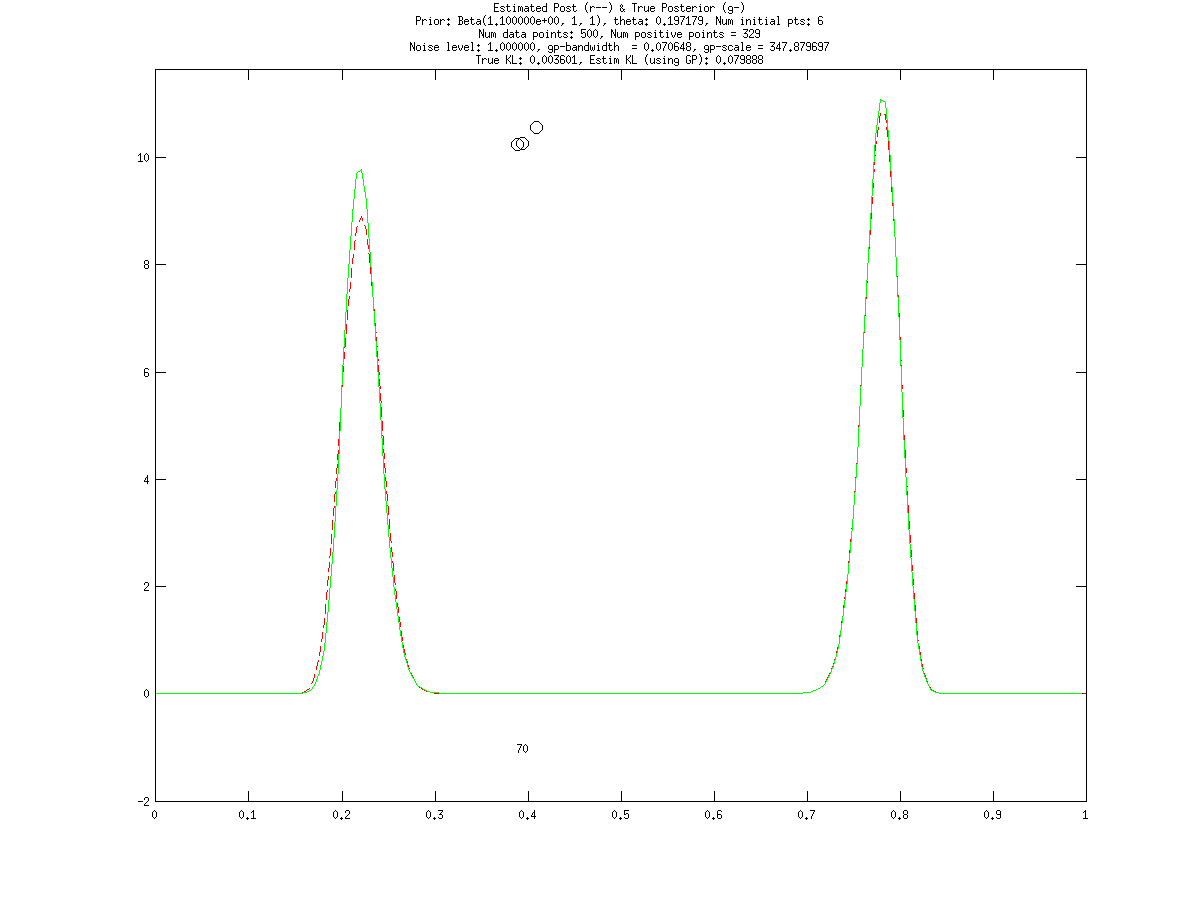 Estimated Post (r--) & True Posterior (g-)
Prior: Beta(1.100000e+00, 1, 1), theta: 0.197179, Num initial pts: 6
Num data points: 500, Num positive points = 329
Noise level: 1.000000, gp-bandwidth  = 0.070648, gp-scale = 347.879697
True KL: 0.003601, Estim KL (using GP): 0.079888
10
8
6
4
2
0
70
-2
0 0.1 0.2 0.3 0.4 0.5 0.6 0.7 0.8 0.9 1